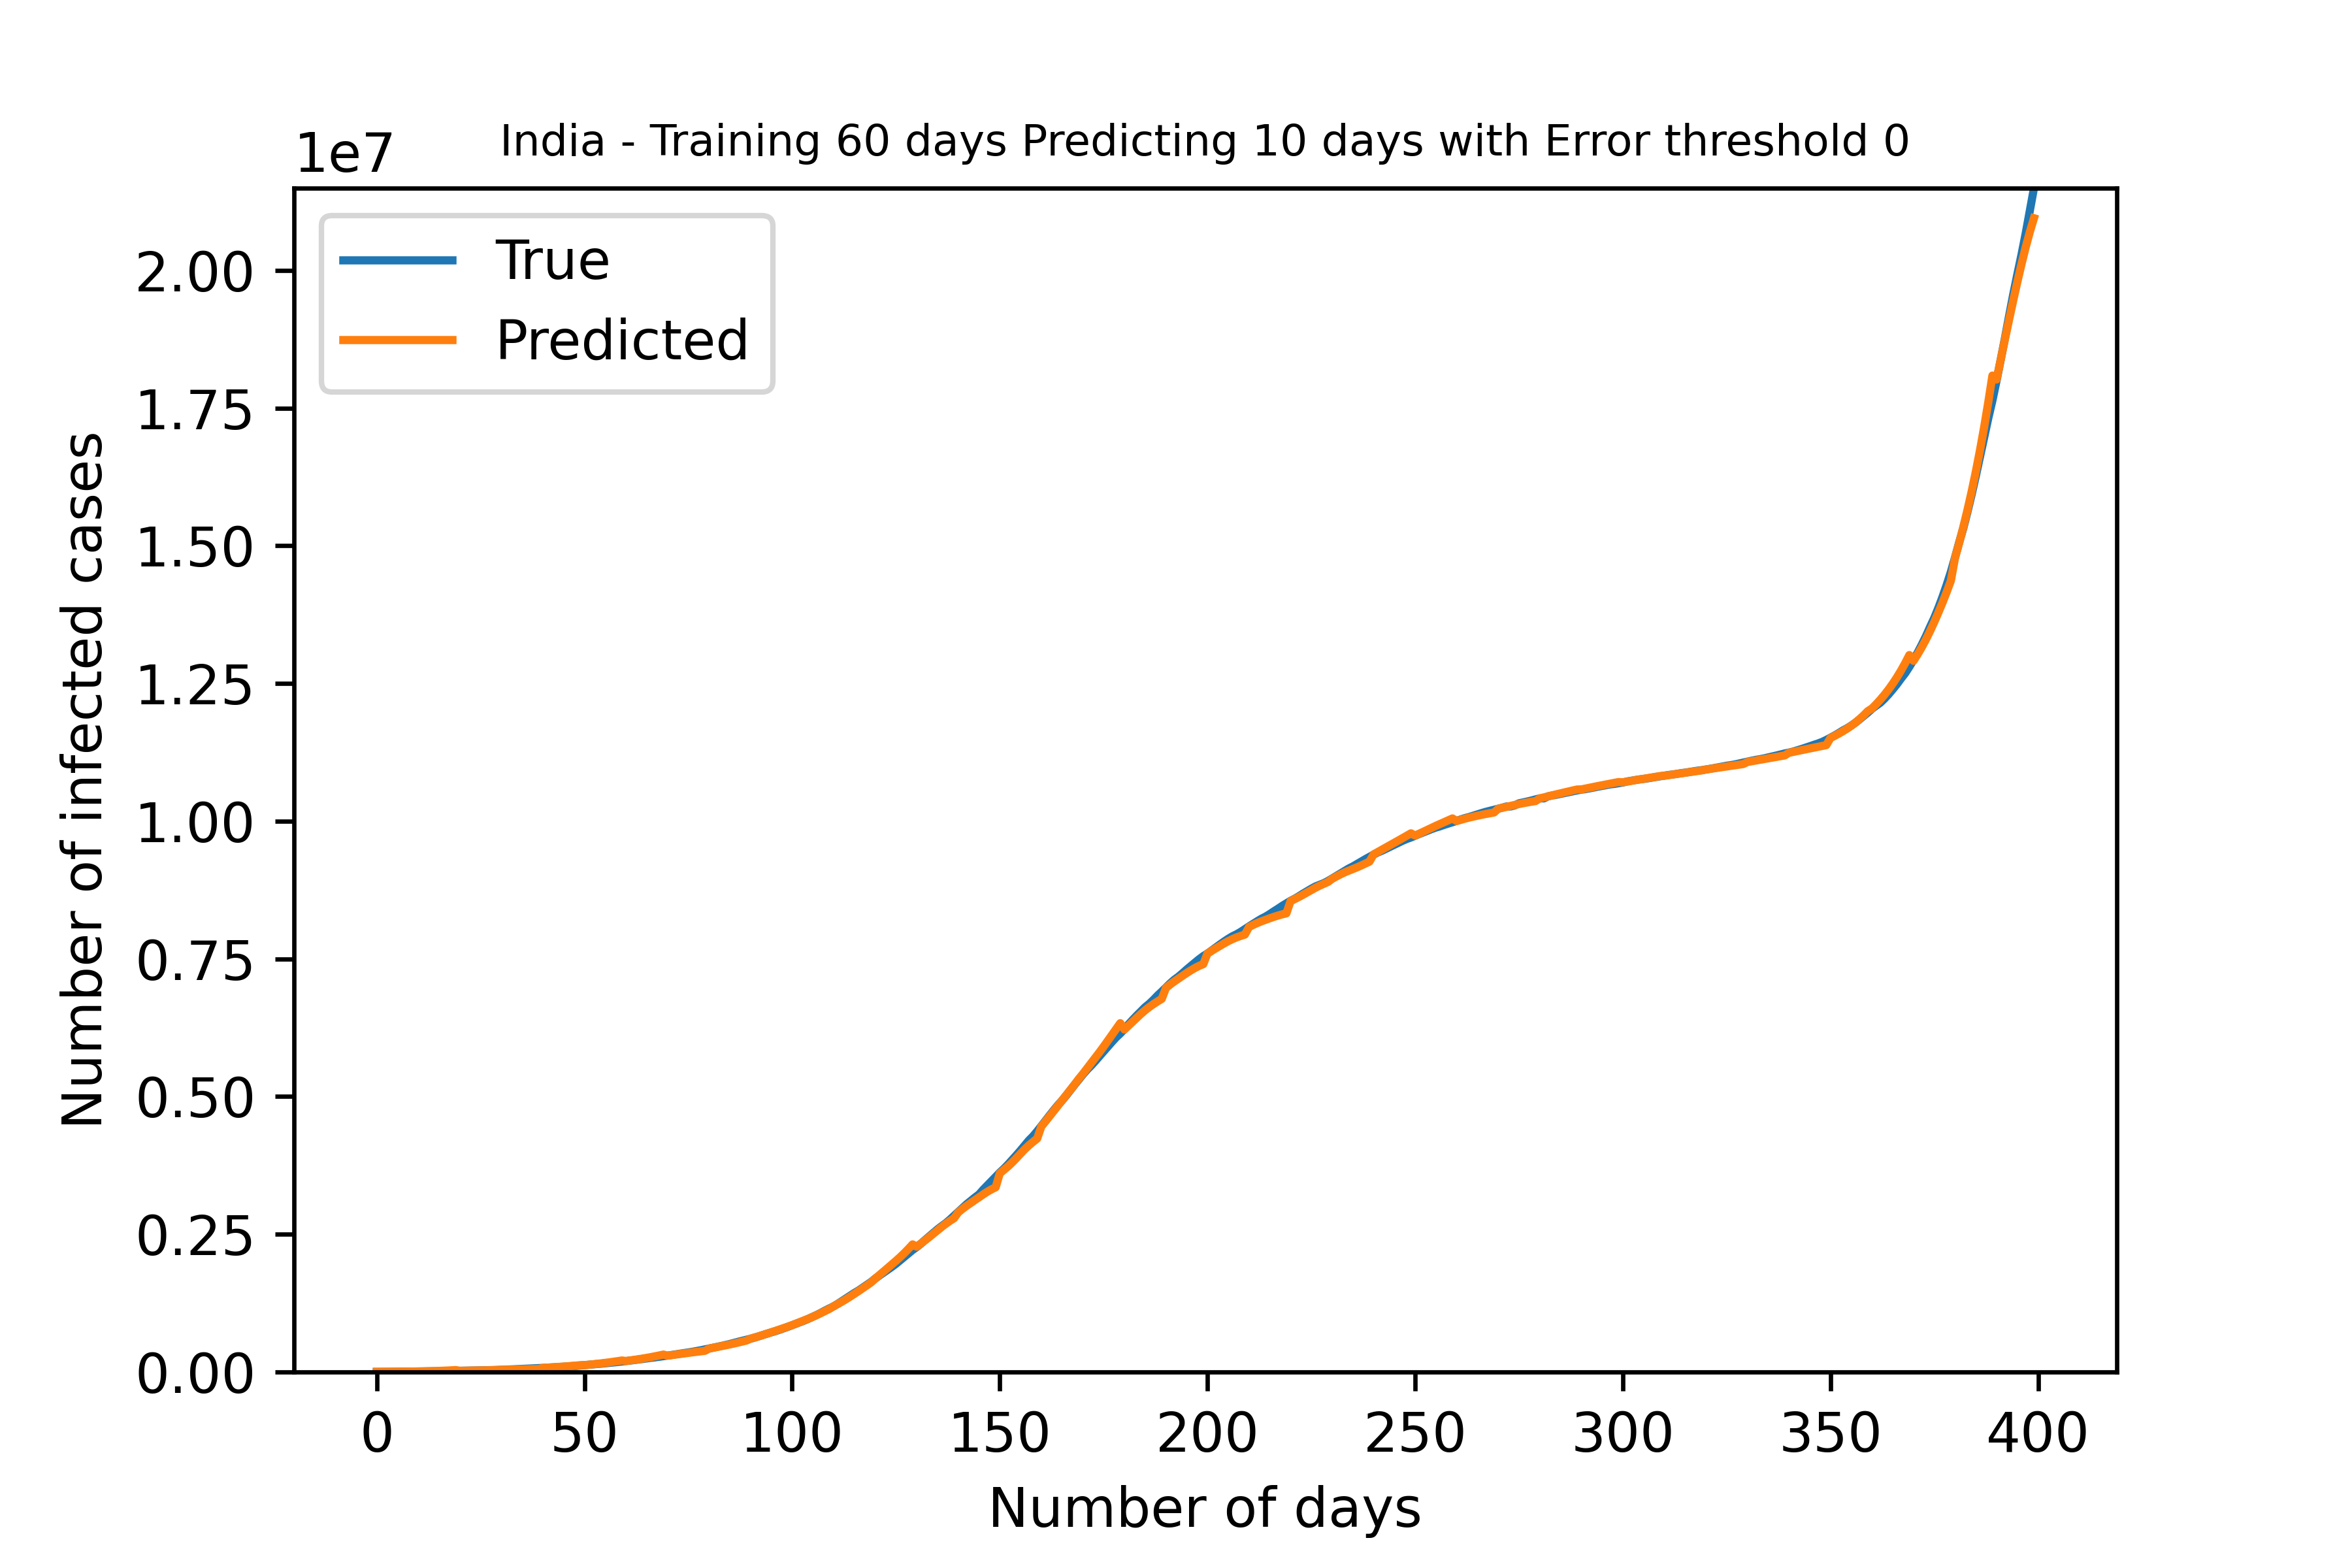 India - Training 60 days Predicting 10 days with Error threshold 0
1e7
True
Predicted
2.00
1.75
1.50
1.25
1.00
0.75
0.50
0.25
0.00
Number of infected cases
0 50 100 150 200 250 300 350 400
Number of days